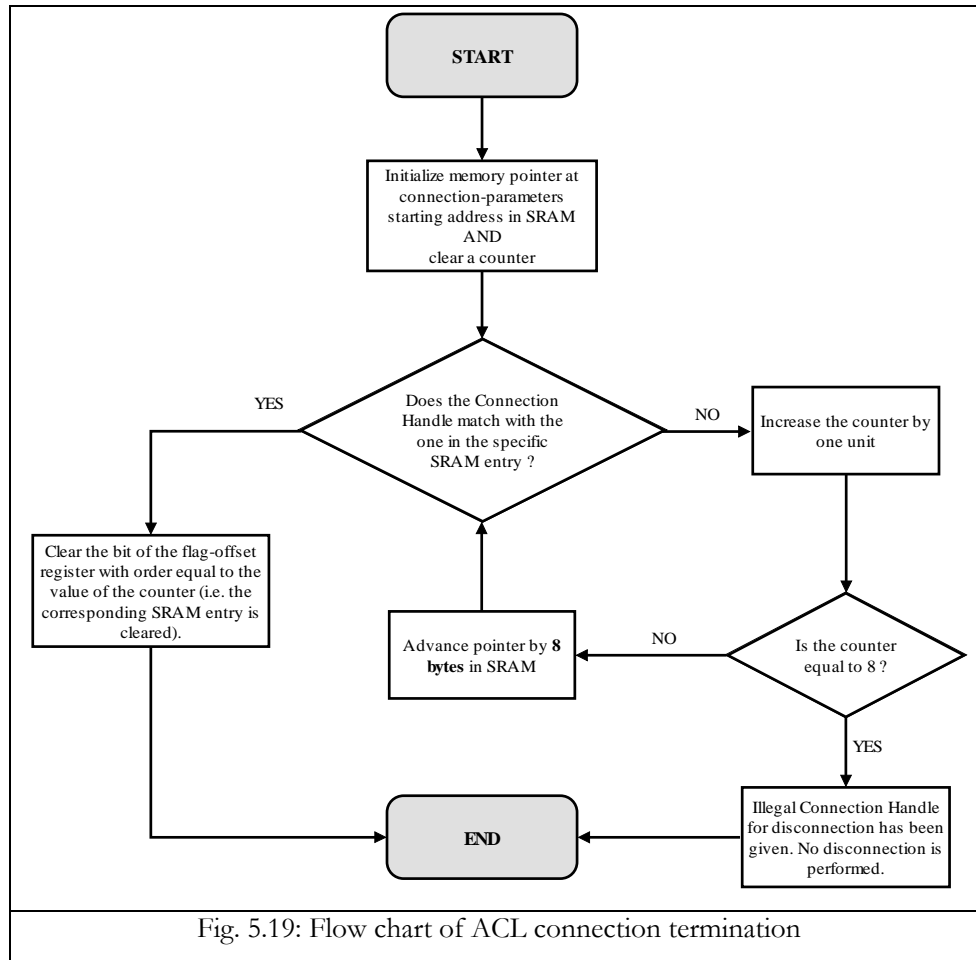 START
Initialize memory pointer at
connection-parameters
starting address in SRAM
AND
clear a counter
Does the Connection
Handle match with the
one in the specific
SRAM entry ?
YES
NO
Increase the counter by
one unit
Clear the bit of the flag-offset
register with order equal to the
value of the counter (i.e. the
corresponding SRAM entry is
cleared).
Advance pointer by 8
bytes in SRAM
NO
Is the counter
equal to 8 ?
YES
Illegal Connection Handle
for disconnection has been
given. No disconnection is
performed.
END
Fig. 5.19: Flow chart of ACL connection termination